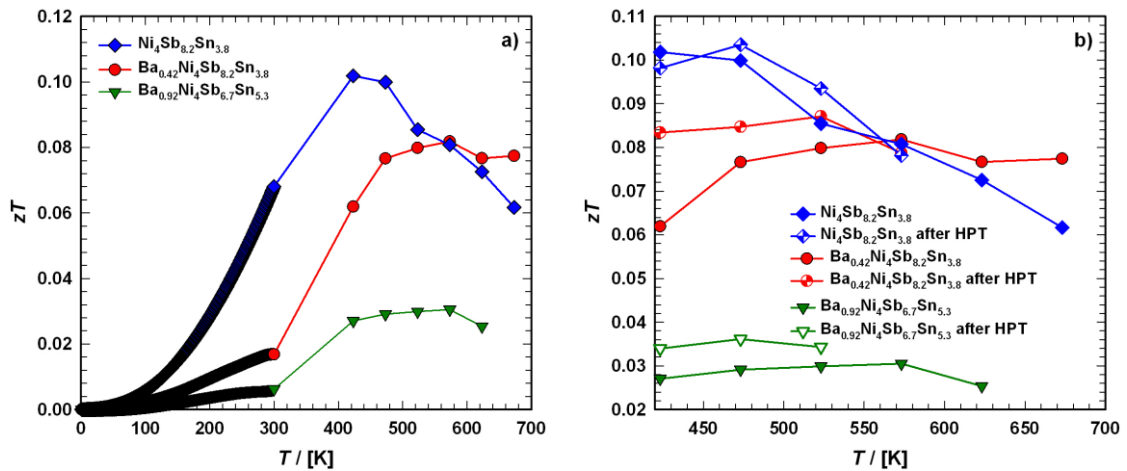 a)
Ni4Sb8.2Sn3.8
Ba0.42Ni4Sb8.2Sn3.8
Ba0.92Ni4Sb6.7Sn5.3
0.12
0.10
0.08
0.06
0.04
0.02
0.00
zT
0 100 200 300 400 500 600 700
T / [K]
b)
0.11
0.10
0.09
0.08
0.07
0.06
0.05
0.04
0.03
0.02
zT
Ni4Sb8.2Sn3.8
Ni4Sb8.2Sn3.8 after HPT
Ba0.42Ni4Sb8.2Sn3.8
Ba0.42Ni4Sb8.2Sn3.8 after HPT
Ba0.92Ni4Sb6.7Sn5.3
Ba0.92Ni4Sb6.7Sn5.3 after HPT
450 500 550 600 650 700
T / [K]